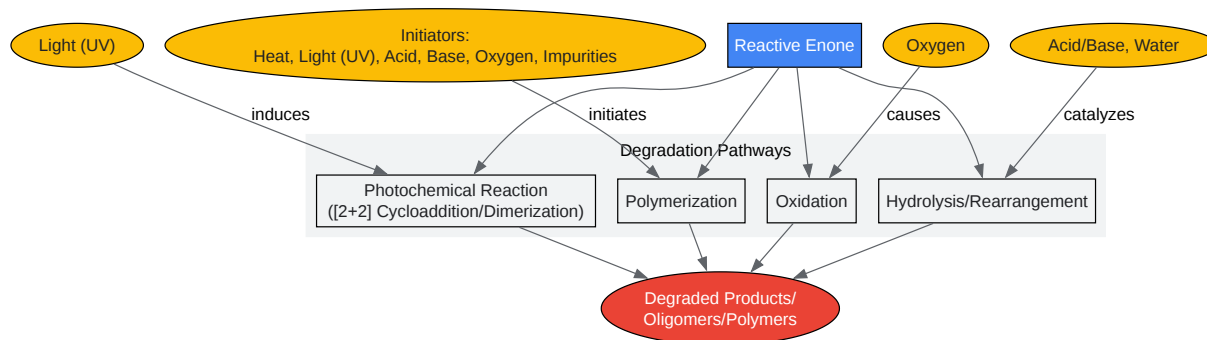 Light (UV)
Initiators:
Heat, Light (UV), Acid, Base, Oxygen, Impurities
Reactive Enone
Oxygen
Acid/Base, Water
induces
initiates
causes
catalyzes
Degradation Pathways
Photochemical Reaction
([2+2] Cycloaddition/Dimerization)
Polymerization
Oxidation
Hydrolysis/Rearrangement
Degraded Products/
Oligomers/Polymers